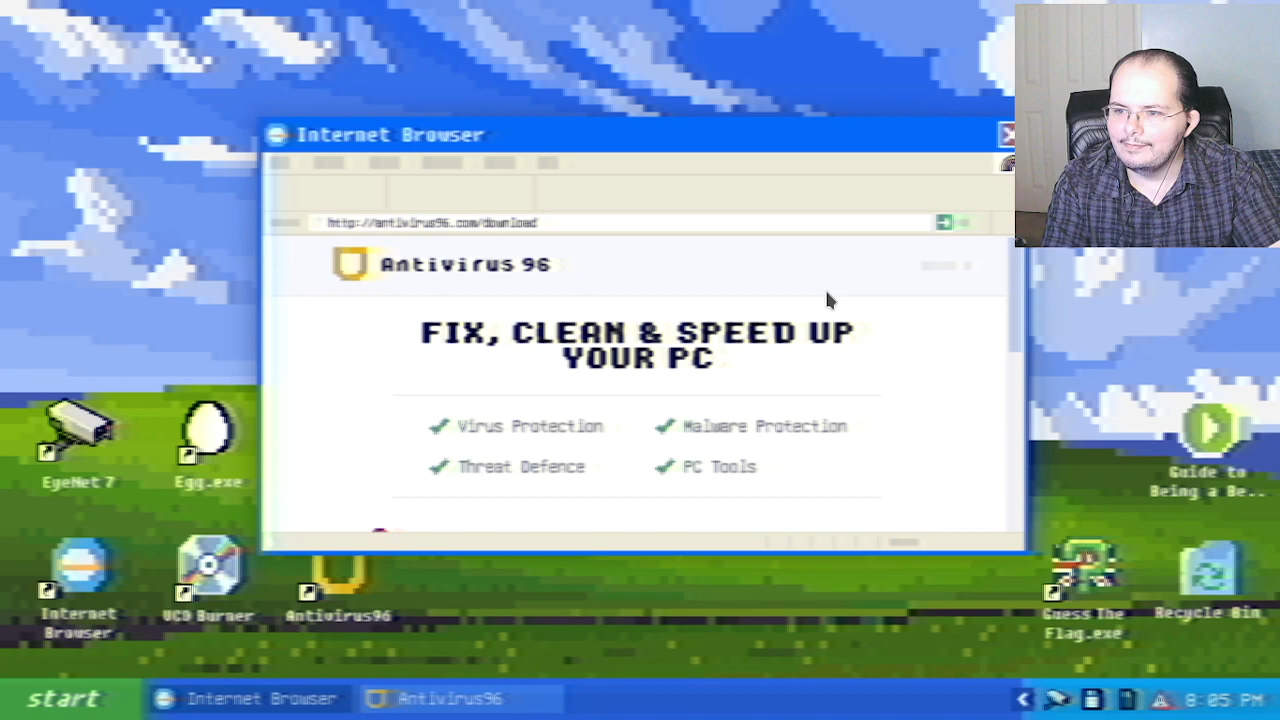 Internet Browser
http://antivirus96.com/download
Antivirus 96
FIX, CLEAN & SPEED UP
YOUR PC
Virus Protection
Malware Protection
Threat Defence
PC Tools
EyeNet 7
Egg.exe
Guide to
Being a Be..
Internet
Browser
VCD Burner
Antivirus96
Guess The
Flag.exe
Recycle Bin
start
Internet Browser
Antivirus96
8:05 PM